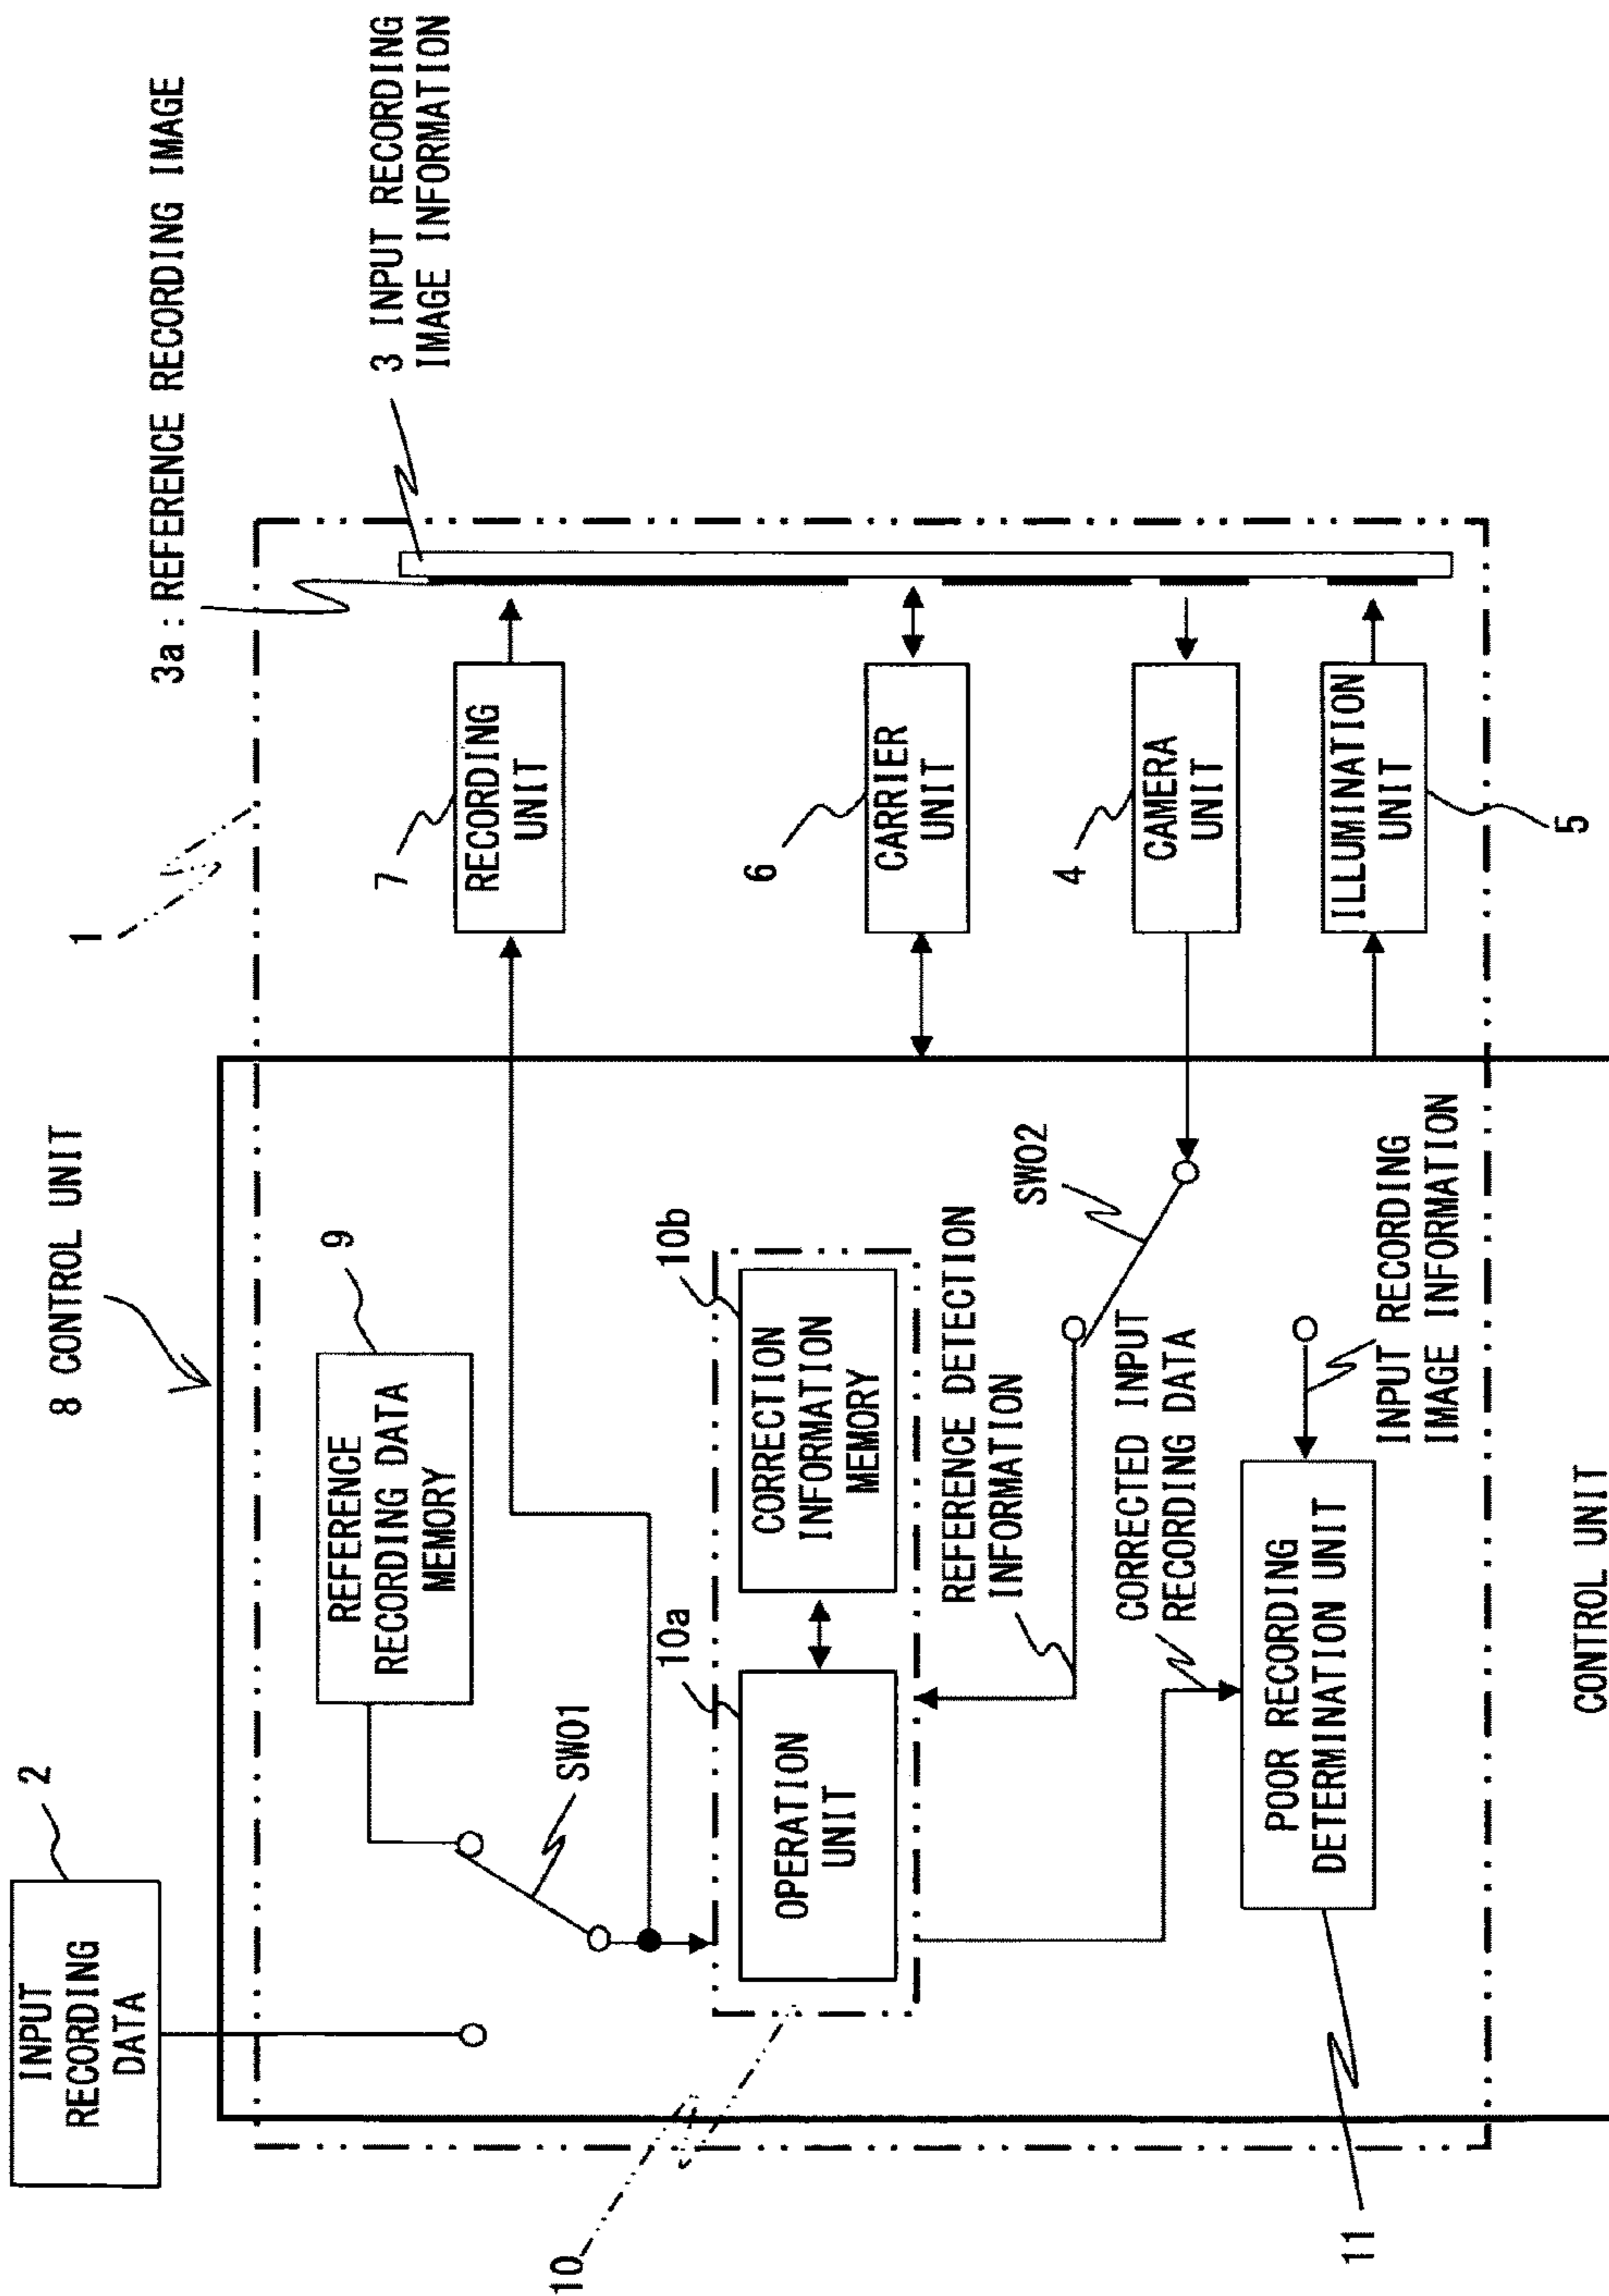 3a : REFERENCE RECORDING IMAGE
3 INPUT RECORDING
IMAGE INFORMATION
1
8 CONTROL UNIT
2
INPUT
RECORDING
DATA
9
REFERENCE
RECORDING DATA
MEMORY
SW01
7
RECORDING
UNIT
10
10a
OPERATION
UNIT
10b
CORRECTION
INFORMATION
MEMORY
6
CARRIER
UNIT
REFERENCE DETECTION
INFORMATION
SW02
4
CAMERA
UNIT
CORRECTED INPUT
RECORDING DATA
11
POOR RECORDING
DETERMINATION UNIT
INPUT RECORDING
IMAGE INFORMATION
ILLUMINATION
UNIT
5
CONTROL UNIT